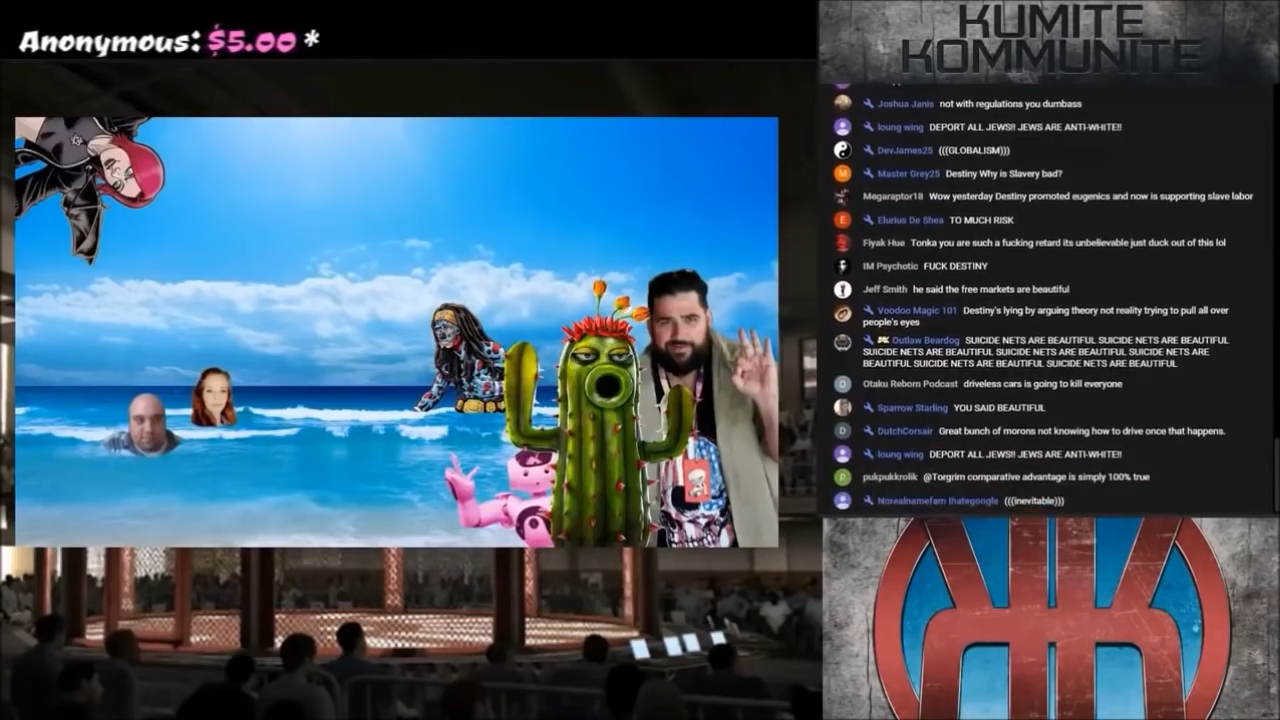 Anonymous: $5.00 *
KUMITE
KOMMUNITE
Joshua Janis not with regulations you dumbass
loung wing DEPORT ALL JEWS!! JEWS ARE ANTI-WHITE!!
DevJames25 (((GLOBALISM)))
M Master Grey25 Destiny Why is Slavery bad?
Megaraptor18 Wow yesterday Destiny promoted eugenics and now is supporting slave labor
E Elurius De Shea TO MUCH RISK
Fiyak Hue Tonka you are such a fucking retard its unbelievable just duck out of this lol
IM Psychotic FUCK DESTINY
Jeff Smith he said the free markets are beautiful
Voodoo Magic 101 Destiny's lying by arguing theory not reality trying to pull all over
people's eyes
Outlaw Beardog SUICIDE NETS ARE BEAUTIFUL SUICIDE NETS ARE BEAUTIFUL
SUICIDE NETS ARE BEAUTIFUL SUICIDE NETS ARE BEAUTIFUL SUICIDE NETS ARE
BEAUTIFUL SUICIDE NETS ARE BEAUTIFUL SUICIDE NETS ARE BEAUTIFUL
O Otaku Reborn Podcast driveless cars is going to kill everyone
Sparrow Starling YOU SAID BEAUTIFUL
D DutchCorsair Great bunch of morons not knowing how to drive once that happens.
loung wing DEPORT ALL JEWS!! JEWS ARE ANTI-WHITE!!
P pukpukkrolik @Torgrim comparative advantage is simply 100% true
Norealnamefam Ihategoogle (((inevitable)))
KK